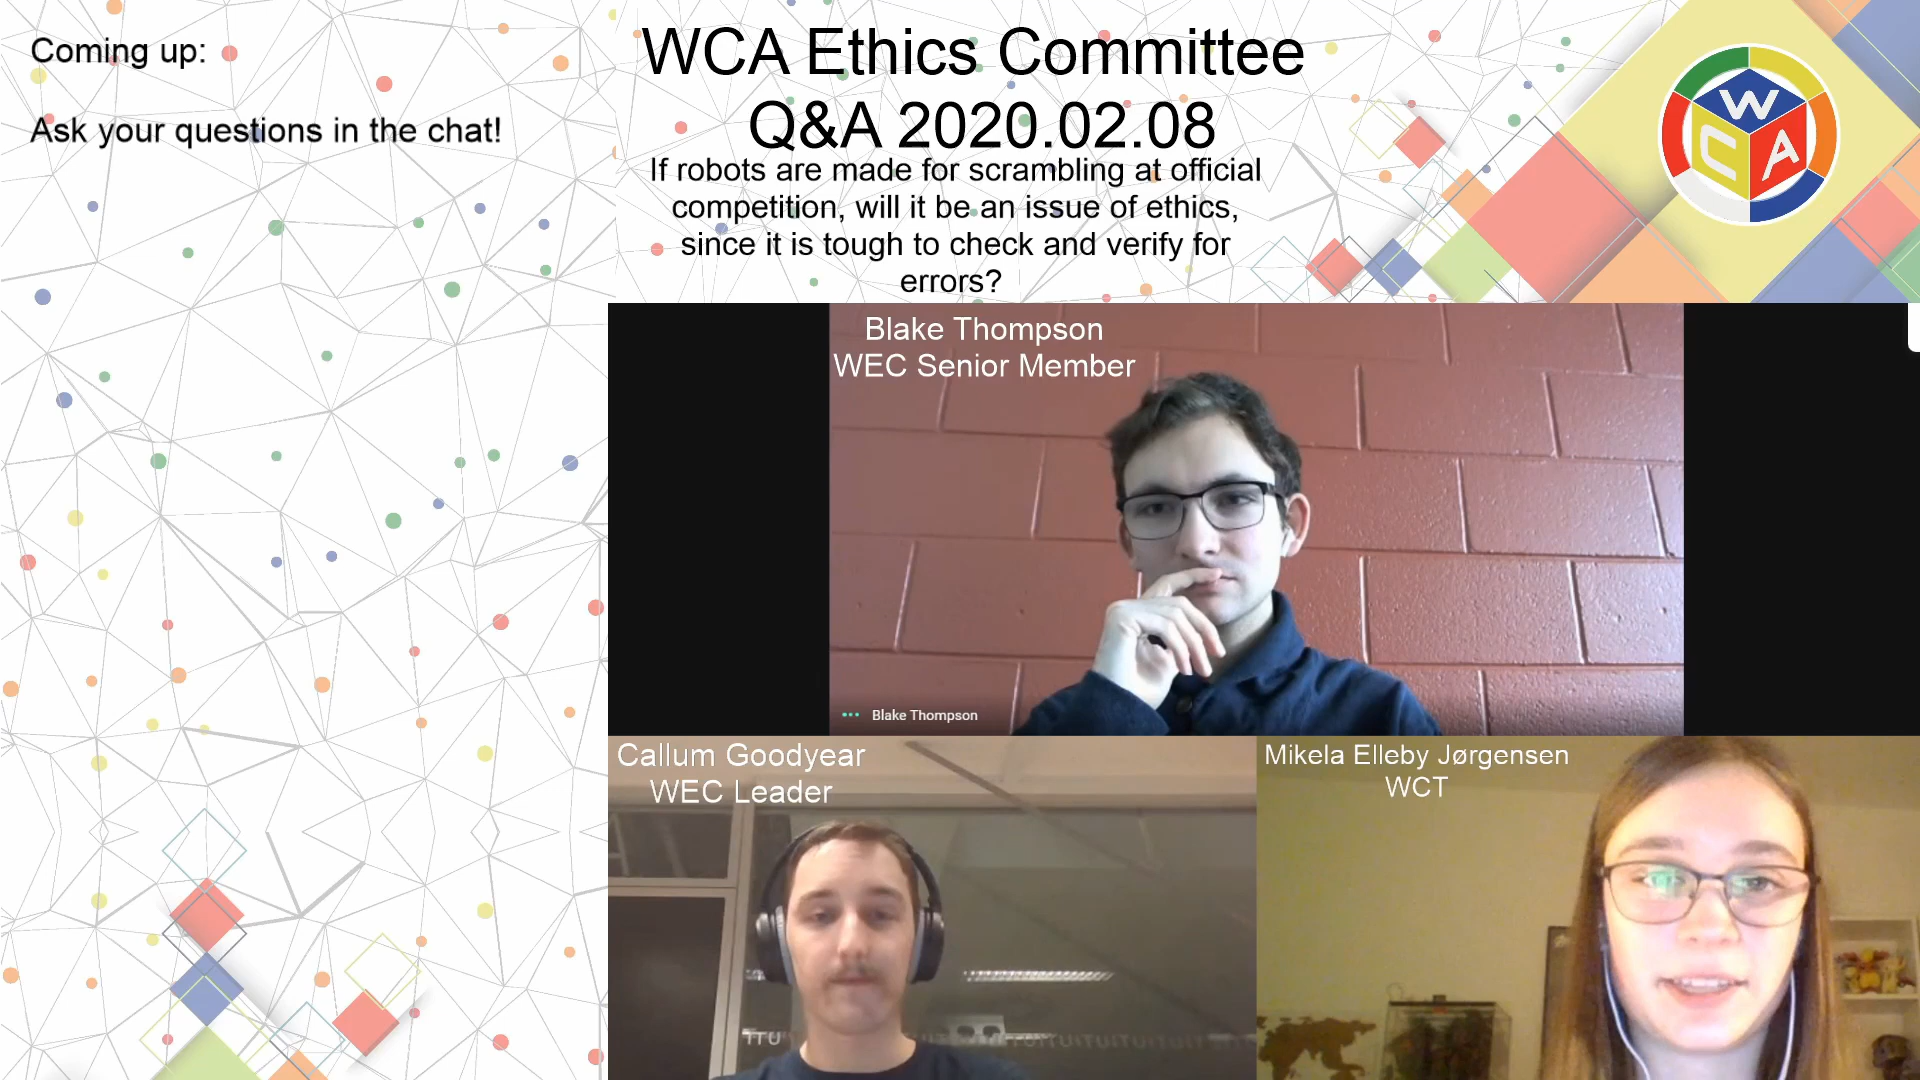 Coming up:
Ask your questions in the chat!
WCA Ethics Committee
Q&A 2020.02.08
If robots are made for scrambling at official
competition, will it be an issue of ethics,
since it is tough to check and verify for
errors?
W
C A
Blake Thompson
WEC Senior Member
Blake Thompson
Callum Goodyear
WEC Leader
Mikela Elleby Jørgensen
WCT